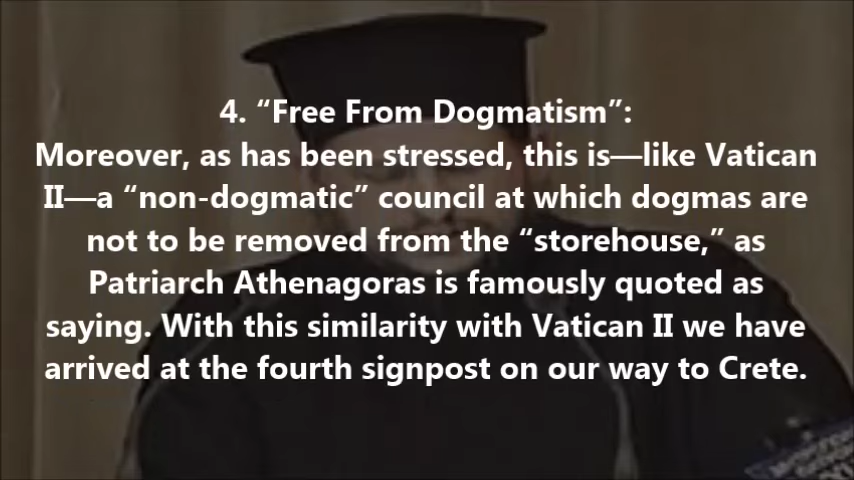 4. “Free From Dogmatism”:
Moreover, as has been stressed, this is—like Vatican
II—a “non-dogmatic” council at which dogmas are
not to be removed from the “storehouse,” as
Patriarch Athenagoras is famously quoted as
saying. With this similarity with Vatican II we have
arrived at the fourth signpost on our way to Crete.